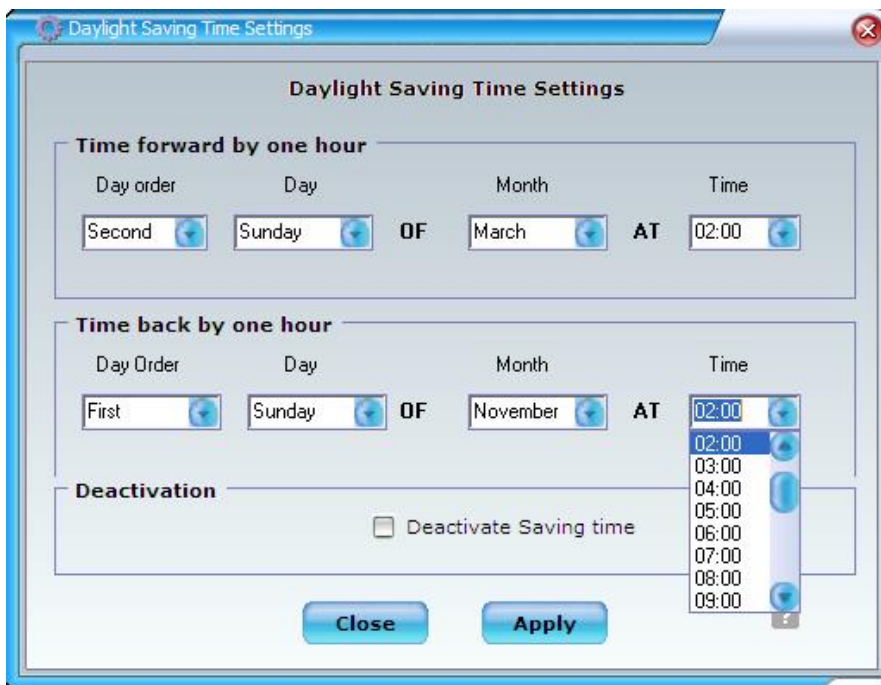 Daylight Saving Time Settings
Daylight Saving Time Settings
Time forward by one hour
Day order Day Month Time
Second Sunday OF March AT 02:00
Time back by one hour
Day Order Day Month Time
First Sunday OF November AT 02:00
02:00
03:00
04:00
05:00
06:00
07:00
08:00
09:00
Deactivation
Deactivate Saving time
Close Apply
?